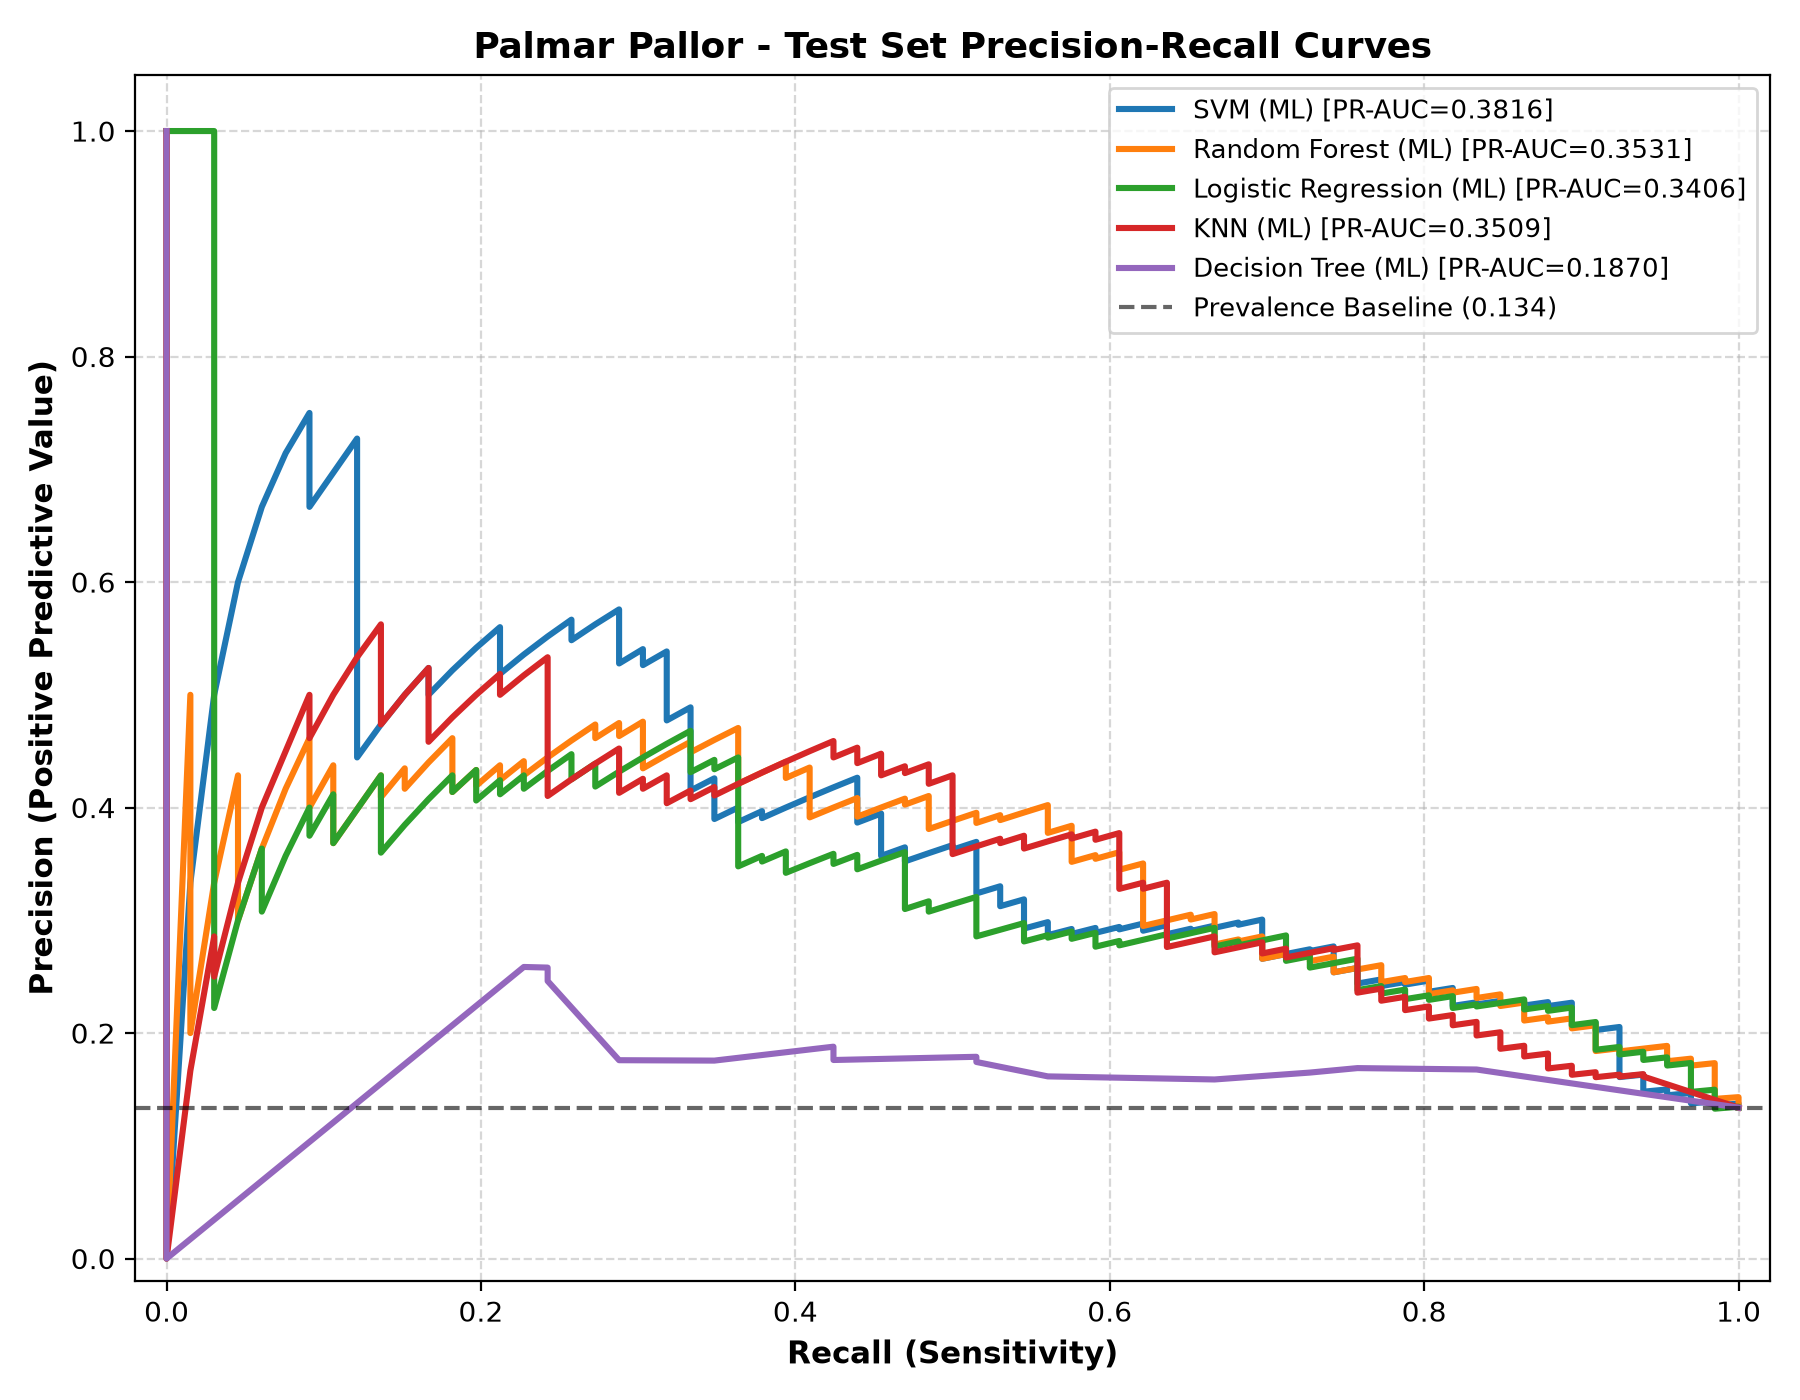 Palmar Pallor - Test Set Precision-Recall Curves
SVM (ML) [PR-AUC=0.3816]
Random Forest (ML) [PR-AUC=0.3531]
Logistic Regression (ML) [PR-AUC=0.3406]
KNN (ML) [PR-AUC=0.3509]
Decision Tree (ML) [PR-AUC=0.1870]
Prevalence Baseline (0.134)
Precision (Positive Predictive Value)
1.0
0.8
0.6
0.4
0.2
0.0
0.0 0.2 0.4 0.6 0.8 1.0
Recall (Sensitivity)